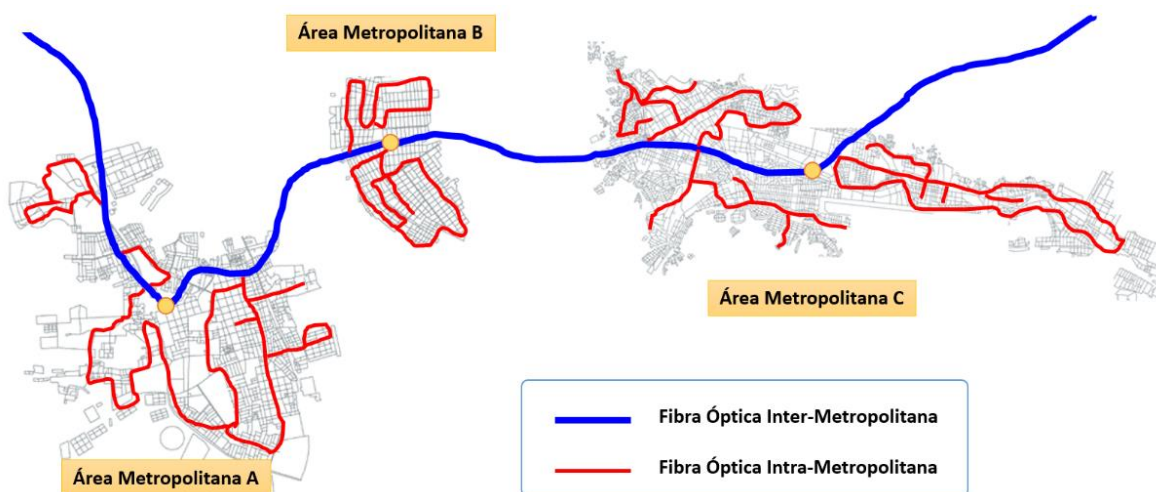 Área Metropolitana B
Área Metropolitana C
Área Metropolitana A
Fibra Óptica Inter-Metropolitana
Fibra Óptica Intra-Metropolitana